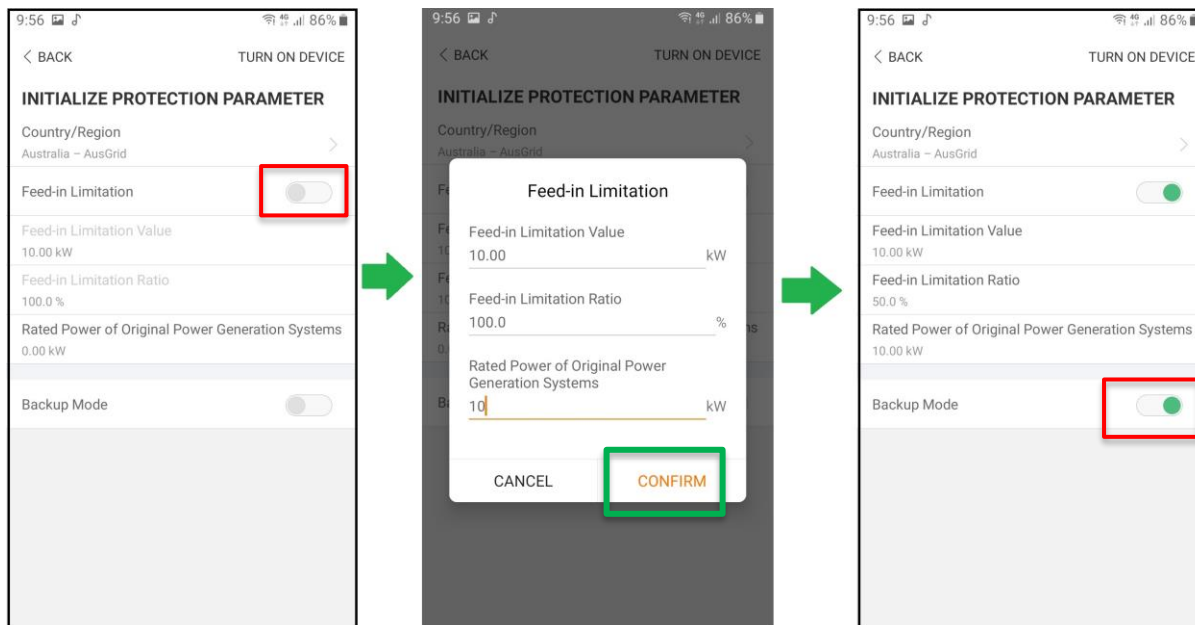 9:56 86%
< BACK TURN ON DEVICE
INITIALIZE PROTECTION PARAMETER
Country/Region
Australia – AusGrid
Feed-in Limitation
Feed-in Limitation Value
10.00 kW
Feed-in Limitation Ratio
100.0 %
Rated Power of Original Power Generation Systems
0.00 kW
Backup Mode
9:56 86%
< BACK TURN ON DEVICE
INITIALIZE PROTECTION PARAMETER
Country/Region
Australia – AusGrid
Feed-in Limitation
Feed-in Limitation Value
10.00 kW
Feed-in Limitation Ratio
100.0 %
Rated Power of Original Power
Generation Systems
10 kW
CANCEL CONFIRM
9:56 86%
< BACK TURN ON DEVICE
INITIALIZE PROTECTION PARAMETER
Country/Region
Australia – AusGrid
Feed-in Limitation
Feed-in Limitation Value
10.00 kW
Feed-in Limitation Ratio
50.0 %
Rated Power of Original Power Generation Systems
10.00 kW
Backup Mode